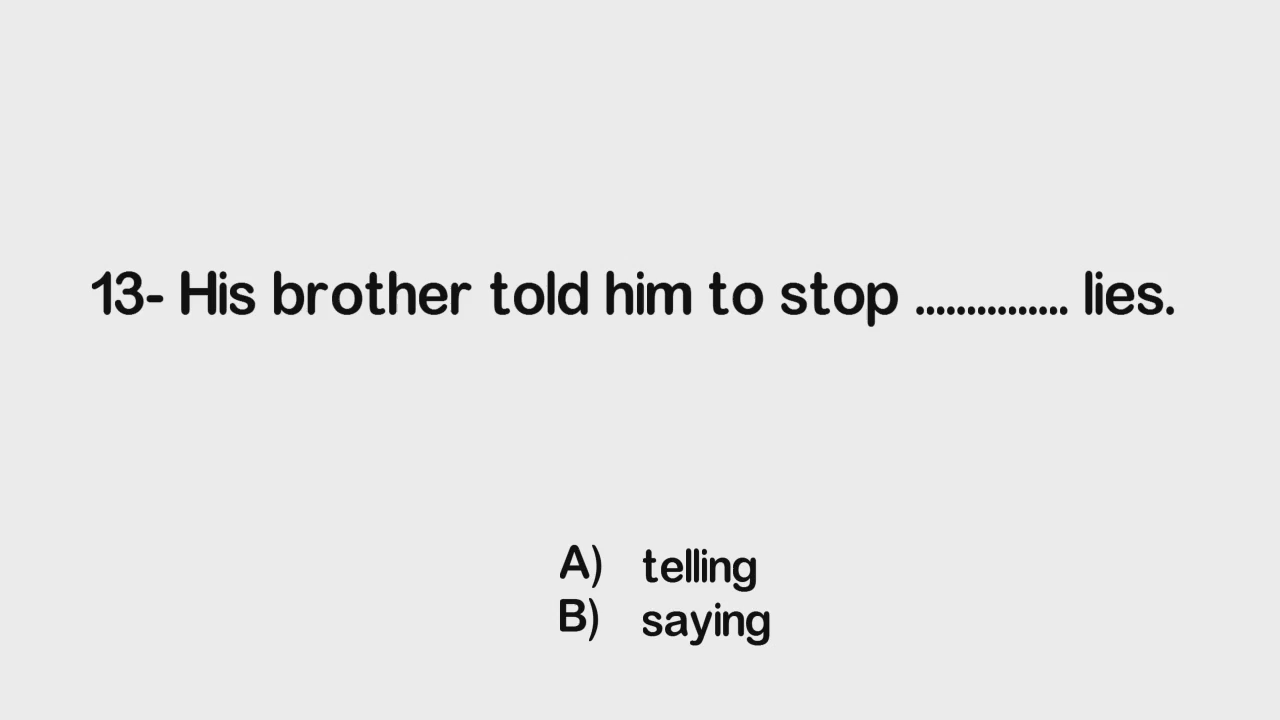 13- His brother told him to stop ............... lies.
A) telling
B) saying